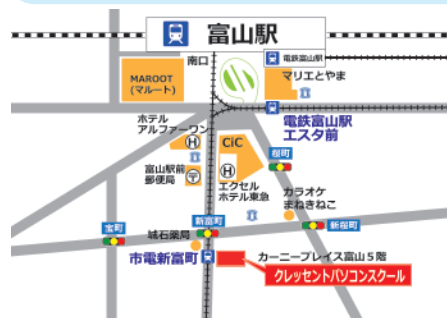 富山駅
南口
電鉄富山駅
MAROOT
(マルート)
マリエとやま
電鉄富山駅
エスタ前
ホテル
アルファーワン
H
CiC
桜町
富山駅前
郵便局
〒
H
エクセル
ホテル東急
カラオケ
まねきねこ
宝町
新富町
新桜町
城石薬局
市電新富町
カーニープレイス富山5階
クレッセントパソコンスクール